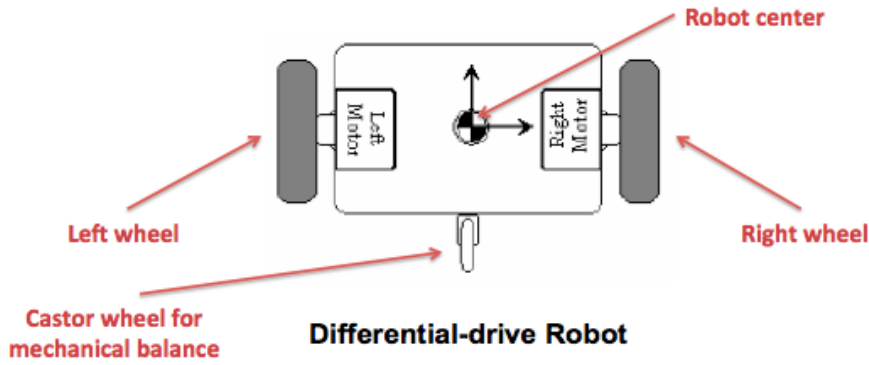 Robot center
Left
Motor
Right
Motor
Left wheel
Right wheel
Castor wheel for
mechanical balance
Differential-drive Robot